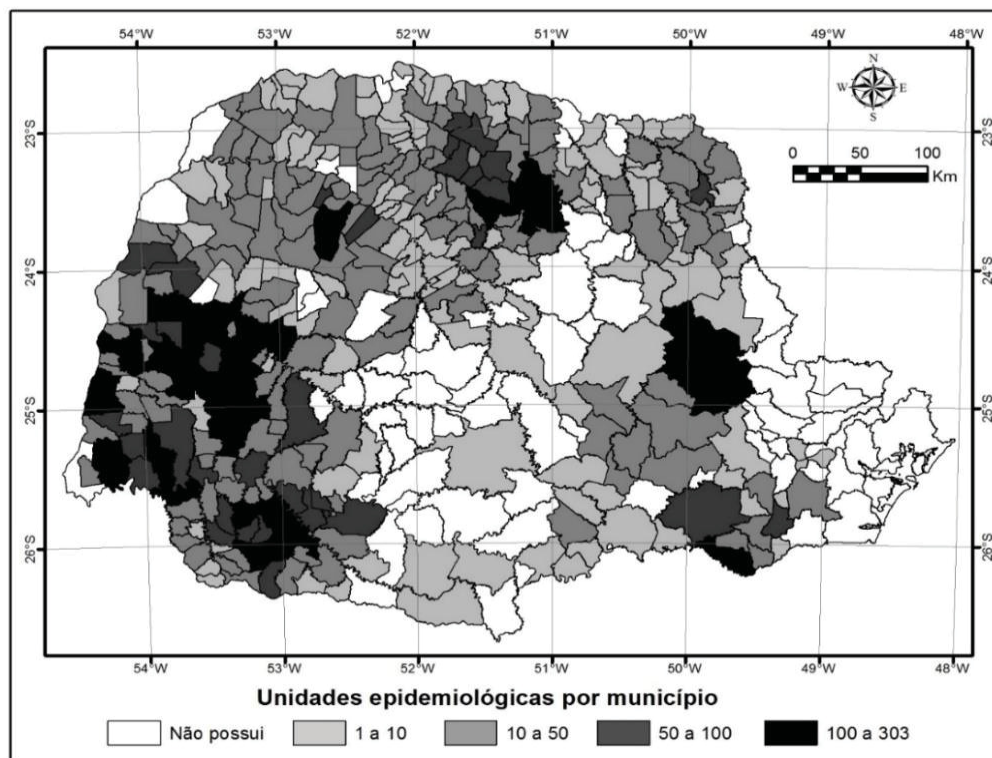 54°W 53°W 52°W 51°W 50°W 49°W 48°W
N
W E
S
23°S 23°S
0 50 100
Km
24°S 24°S
25°S 25°S
26°S 26°S
54°W 53°W 52°W 51°W 50°W 49°W 48°W
Unidades epidemiológicas por município
Não possui 1 a 10 10 a 50 50 a 100 100 a 303